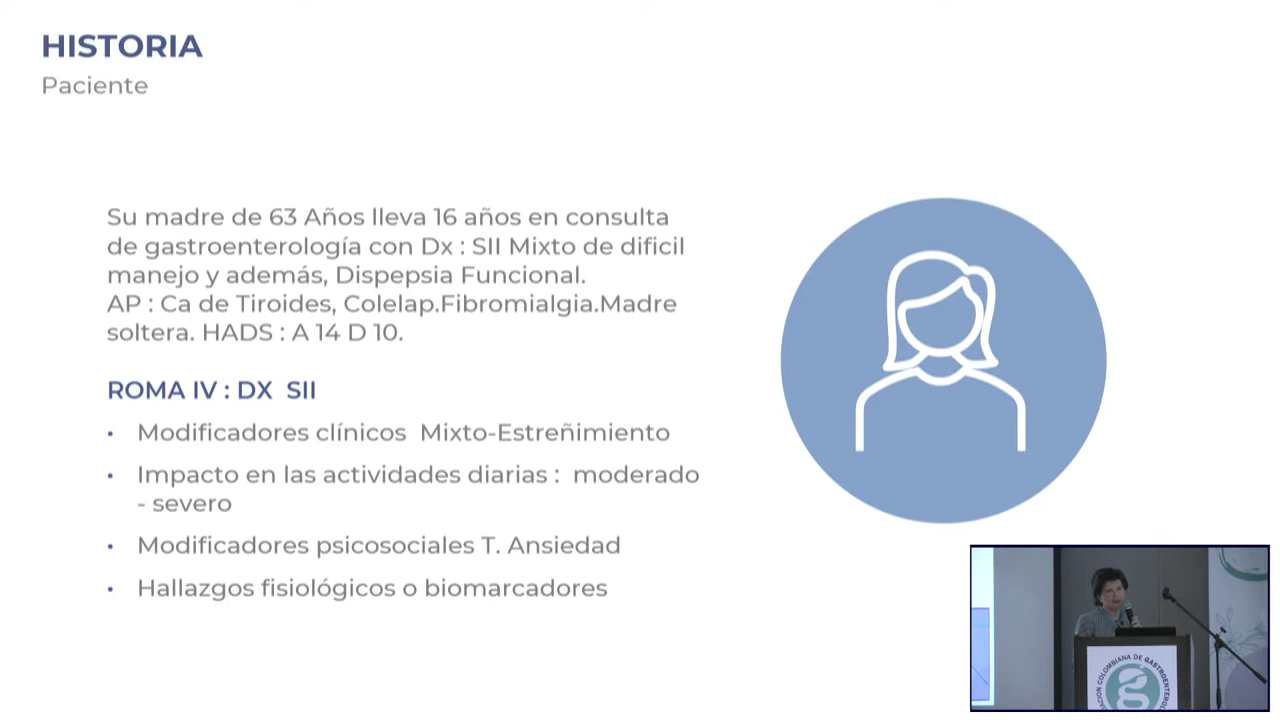 HISTORIA
Paciente
Su madre de 63 Años lleva 16 años en consulta
de gastroenterología con Dx : SII Mixto de dificil
manejo y además, Dispepsia Funcional.
AP : Ca de Tiroides, Colelap.Fibromialgia.Madre
soltera. HADS : A 14 D 10.
ROMA IV : DX SII
• Modificadores clínicos Mixto-Estreñimiento
• Impacto en las actividades diarias : moderado
- severo
• Modificadores psicosociales T. Ansiedad
• Hallazgos fisiológicos o biomarcadores
COLOMBIANA DE